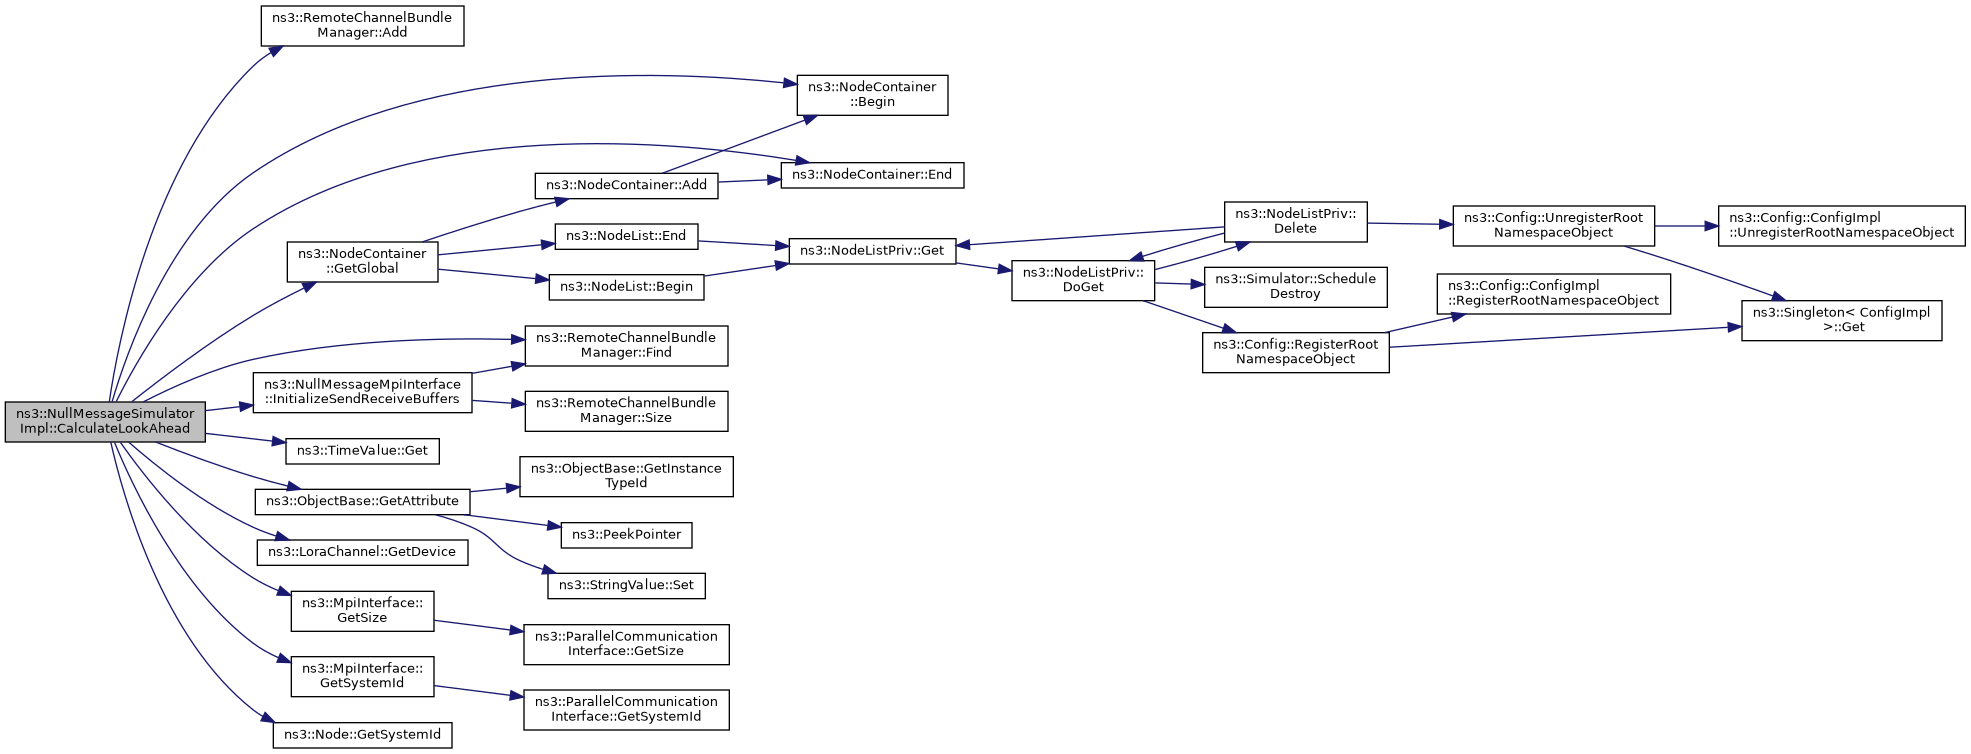 ns3::RemoteChannelBundle
Manager::Add
ns3::NodeContainer
::Begin
ns3::NodeContainer::End
ns3::NodeContainer::Add
ns3::NodeList::End
ns3::NodeContainer
::GetGlobal
ns3::NodeList::Begin
ns3::NodeListPriv::Get
ns3::NodeListPriv::
DoGet
ns3::NodeListPriv::
Delete
ns3::Simulator::Schedule
Destroy
ns3::Config::RegisterRoot
NamespaceObject
ns3::Config::UnregisterRoot
NamespaceObject
ns3::Config::ConfigImpl
::UnregisterRootNamespaceObject
ns3::Config::ConfigImpl
::RegisterRootNamespaceObject
ns3::Singleton< ConfigImpl
>::Get
ns3::RemoteChannelBundle
Manager::Find
ns3::NullMessageMpiInterface
::InitializeSendReceiveBuffers
ns3::RemoteChannelBundle
Manager::Size
ns3::NullMessageSimulator
Impl::CalculateLookAhead
ns3::TimeValue::Get
ns3::ObjectBase::GetAttribute
ns3::ObjectBase::GetInstance
TypeId
ns3::PeekPointer
ns3::StringValue::Set
ns3::LoraChannel::GetDevice
ns3::MpiInterface::
GetSize
ns3::ParallelCommunication
Interface::GetSize
ns3::MpiInterface::
GetSystemId
ns3::ParallelCommunication
Interface::GetSystemId
ns3::Node::GetSystemId